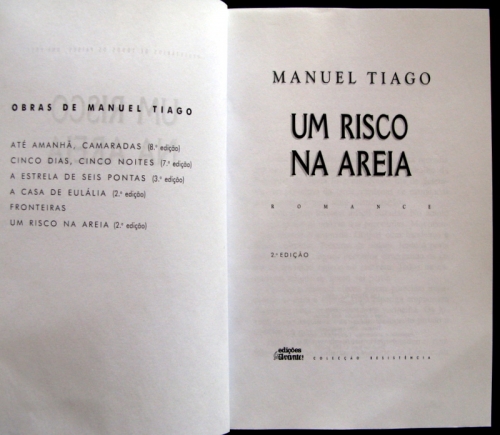 OBRAS DE MANUEL TIAGO
ATÉ AMANHÃ, CAMARADAS (8.ª edição)
CINCO DIAS, CINCO NOITES (7.ª edição)
A ESTRELA DE SEIS PONTAS (3.ª edição)
A CASA DE EULÁLIA (2.ª edição)
FRONTEIRAS
UM RISCO NA AREIA (2.ª edição)
MANUEL TIAGO
UM RISCO
NA AREIA
ROMANCE
2.ª EDIÇÃO
edições
Avante!
COLECÇÃO RESISTÊNCIA